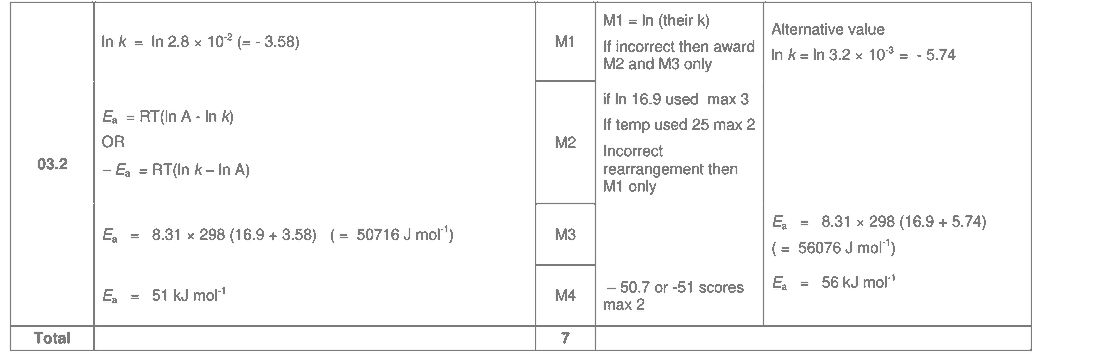 03.2
ln k = ln 2.8 × 10⁻² (= - 3.58)
M1
M1 = ln (their k)
If incorrect then award
M2 and M3 only
Alternative value
ln k = ln 3.2 × 10⁻³ = - 5.74
Eₐ = RT(ln A - ln k)
OR
– Eₐ = RT(ln k – ln A)
M2
if ln 16.9 used max 3
If temp used 25 max 2
Incorrect
rearrangement then
M1 only
Eₐ = 8.31 × 298 (16.9 + 3.58) ( = 50716 J mol⁻¹)
M3
Eₐ = 8.31 × 298 (16.9 + 5.74)
( = 56076 J mol⁻¹)
Eₐ = 51 kJ mol⁻¹
M4
– 50.7 or -51 scores
max 2
Eₐ = 56 kJ mol⁻¹
Total
7